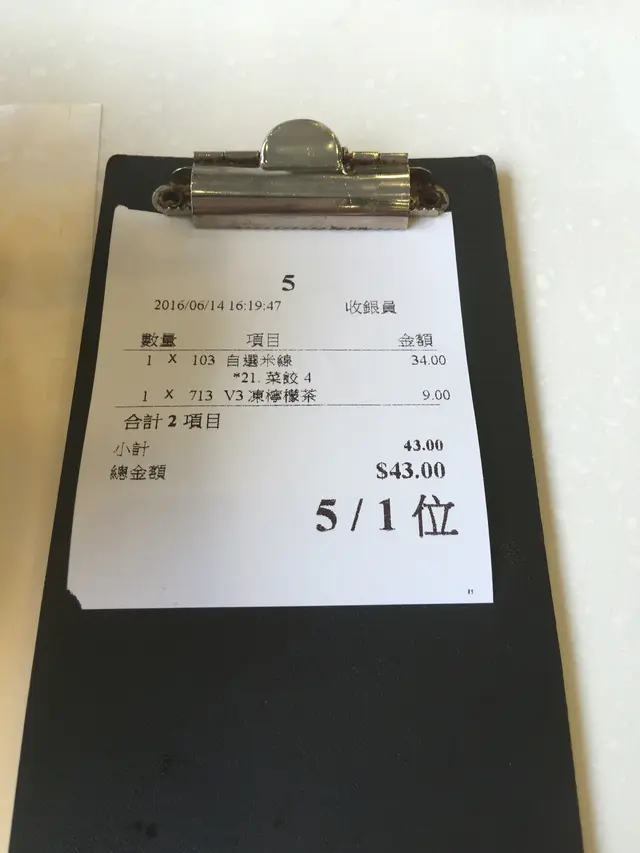 5
2016/06/14 16:19:47 收銀員
數量 項目 金額
1 X 103 自選米線 34.00
*21. 菜餃 4
1 X 713 V3 凍檸檬茶 9.00
合計 2 項目
小計 43.00
總金額 $43.00
5 / 1 位